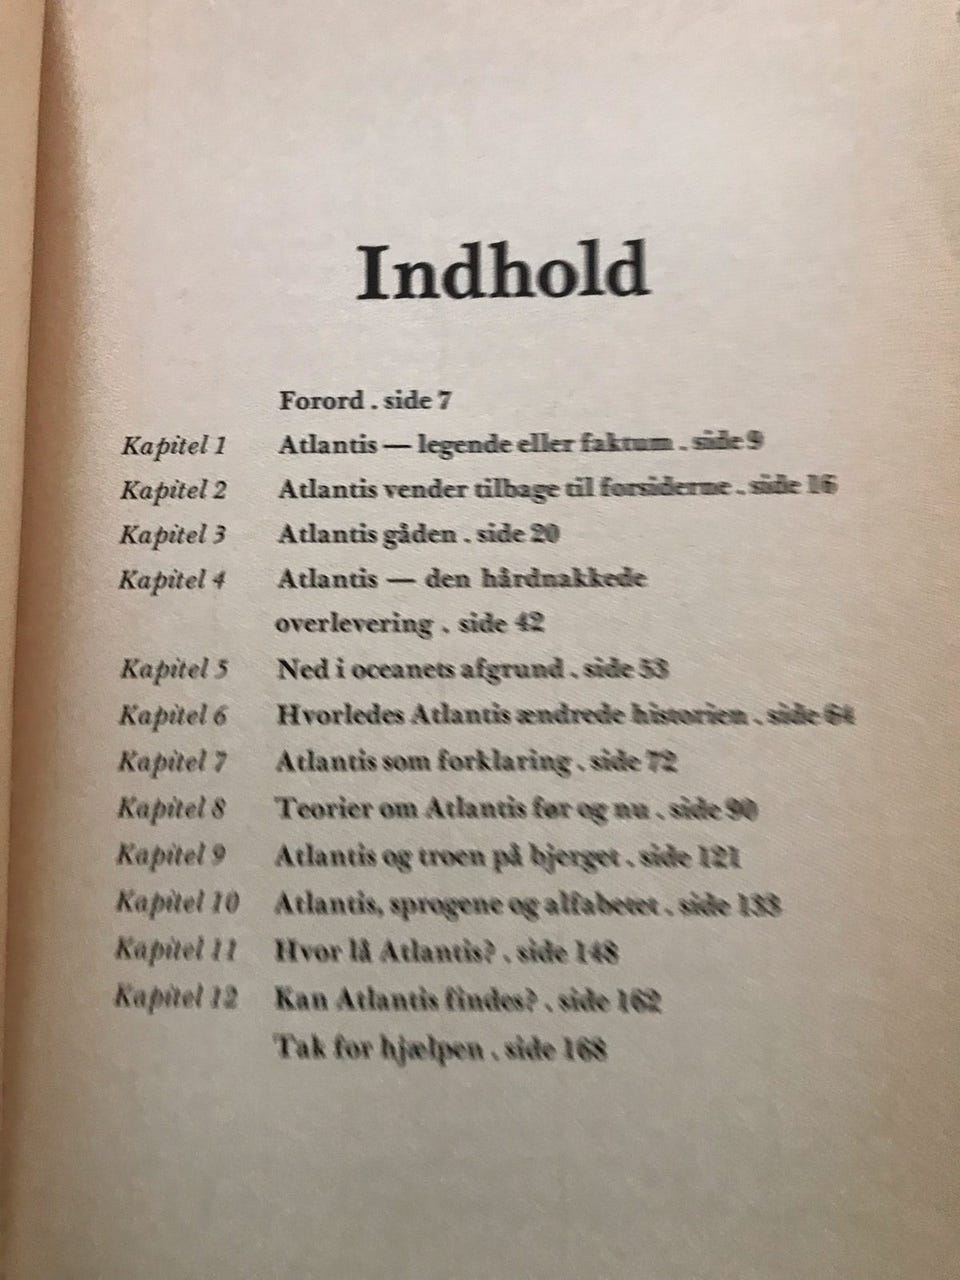 Indhold
Forord . side 7
Kapitel 1 Atlantis — legende eller faktum . side 9
Kapitel 2 Atlantis vender tilbage til forsiderne . side 16
Kapitel 3 Atlantis gåden . side 20
Kapitel 4 Atlantis — den hårdnakkede
overlevering . side 42
Kapitel 5 Ned i oceanets afgrund . side 53
Kapitel 6 Hvorledes Atlantis ændrede historien . side 64
Kapitel 7 Atlantis som forklaring . side 72
Kapitel 8 Teorier om Atlantis før og nu . side 90
Kapitel 9 Atlantis og troen på bjerget . side 121
Kapitel 10 Atlantis, sprogene og alfabetet . side 133
Kapitel 11 Hvor lå Atlantis? . side 148
Kapitel 12 Kan Atlantis findes? . side 162
Tak for hjælpen . side 168